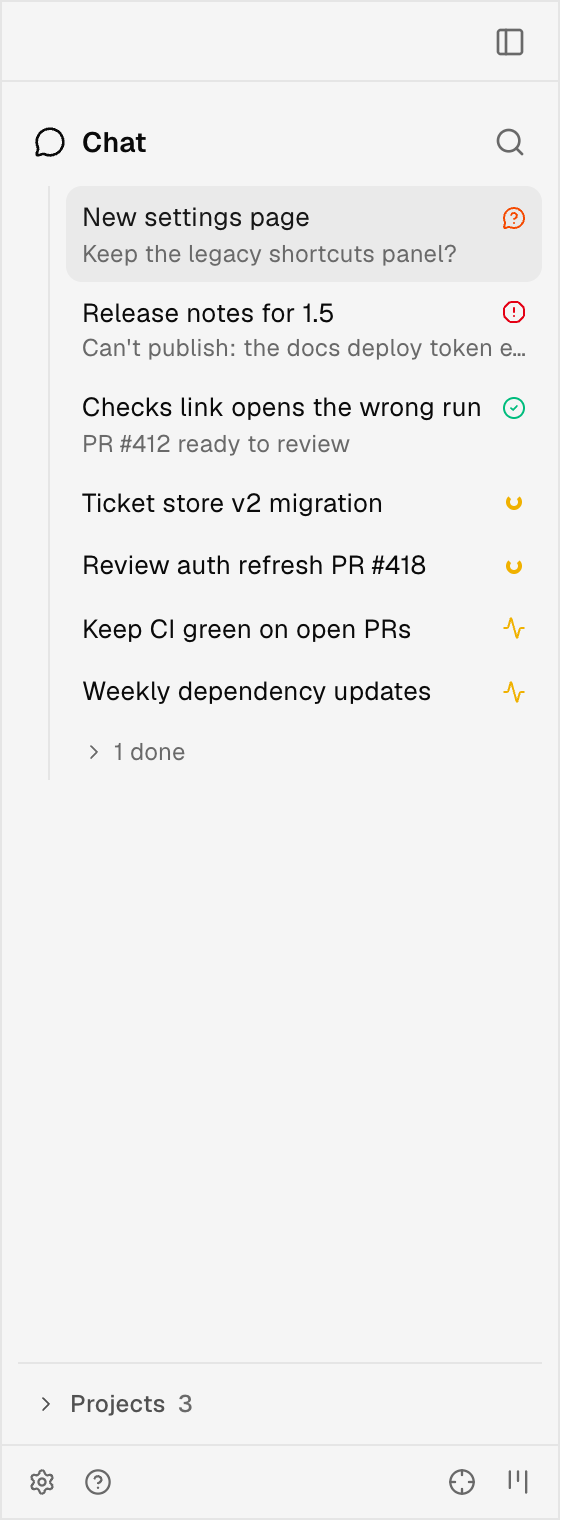 Chat
New settings page
Keep the legacy shortcuts panel?
Release notes for 1.5
Can't publish: the docs deploy token e…
Checks link opens the wrong run
PR #412 ready to review
Ticket store v2 migration
Review auth refresh PR #418
Keep CI green on open PRs
Weekly dependency updates
1 done
Projects 3